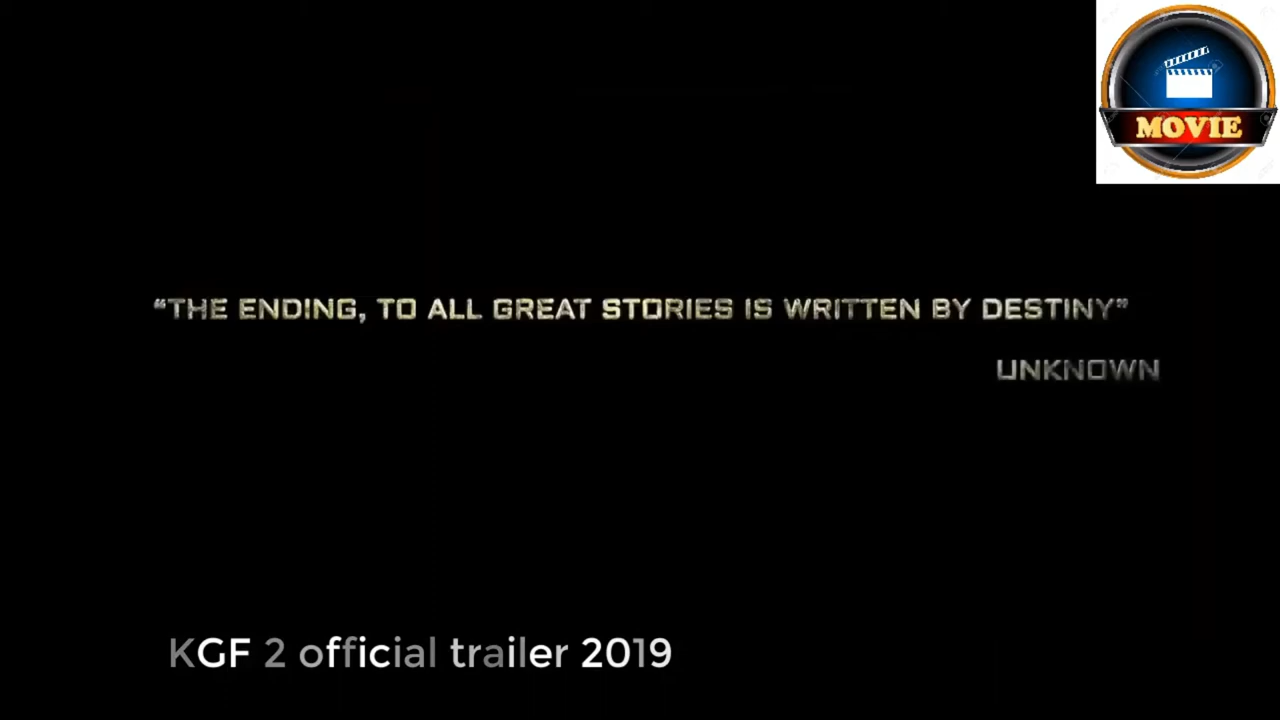 MOVIE
“THE ENDING, TO ALL GREAT STORIES IS WRITTEN BY DESTINY”
UNKNOWN
KGF 2 official trailer 2019